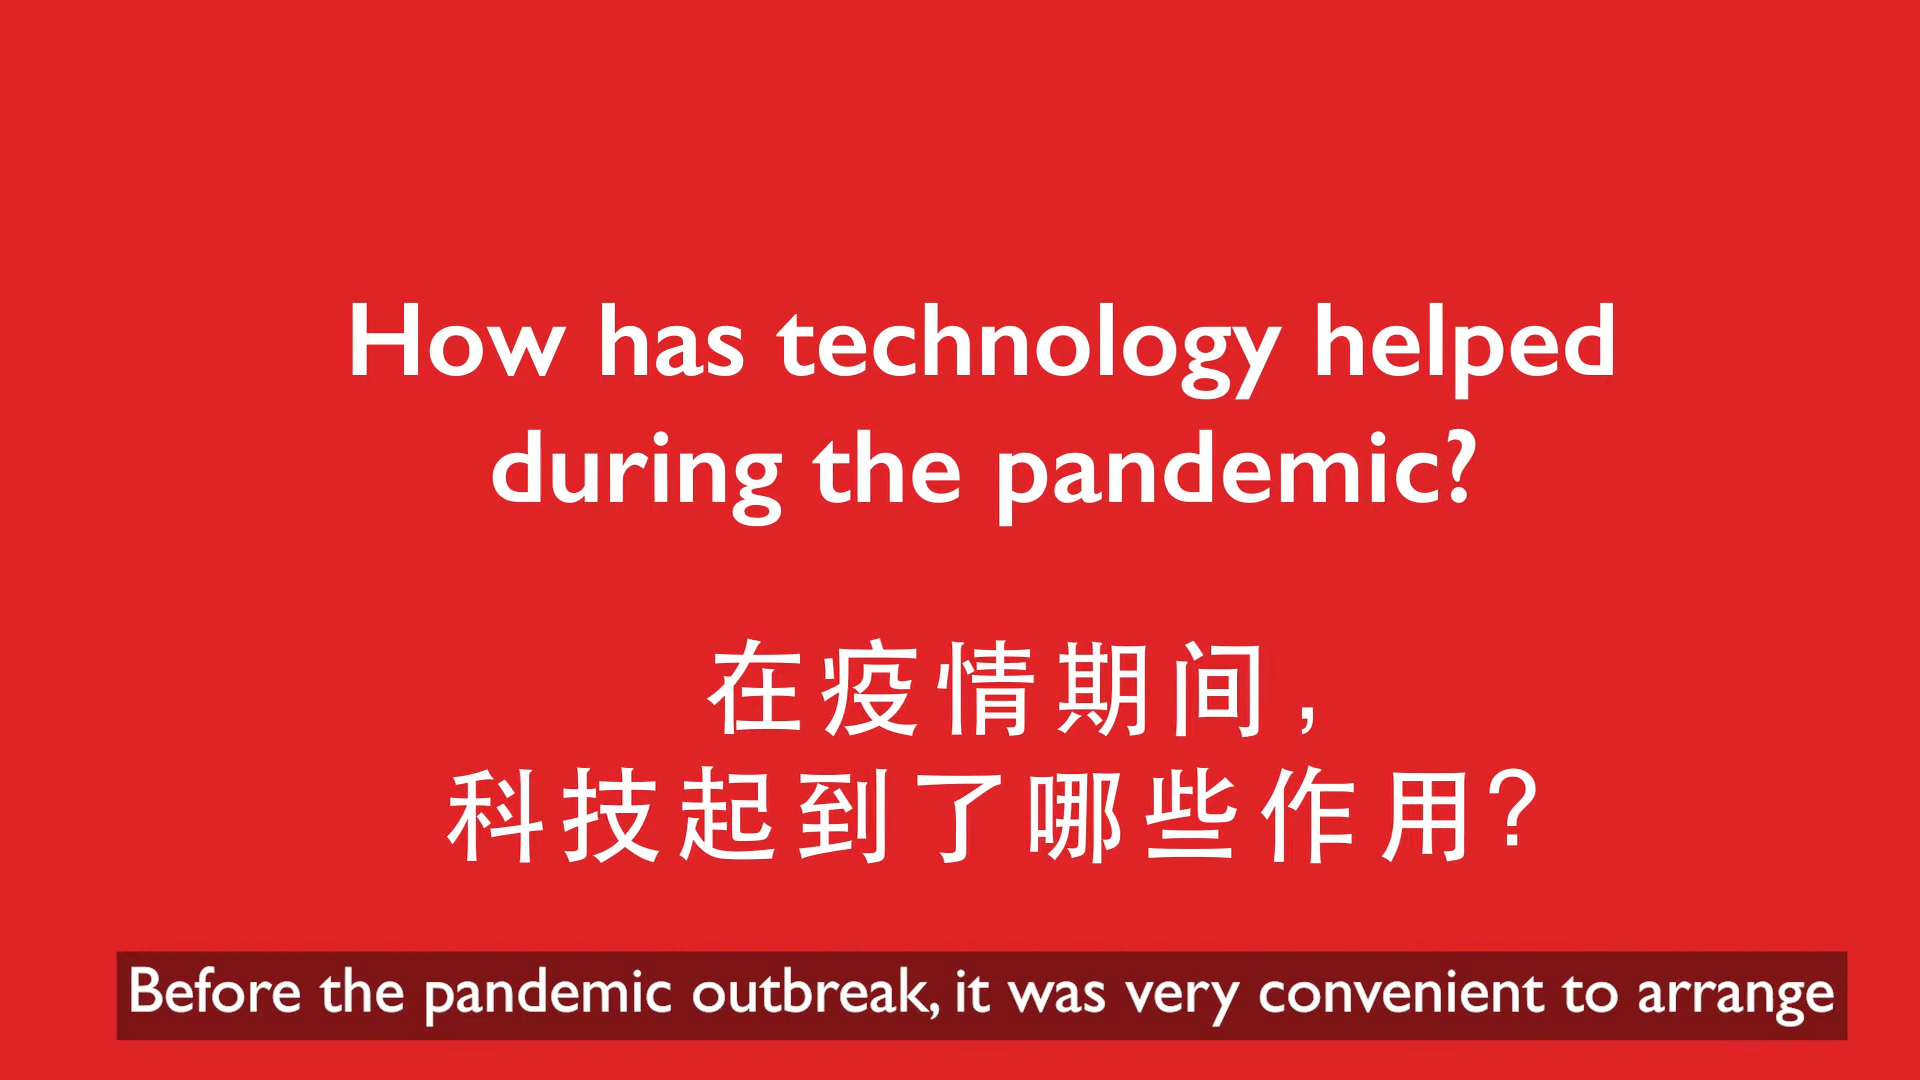 How has technology helped
during the pandemic?
在疫情期间，
科技起到了哪些作用？
Before the pandemic outbreak, it was very convenient to arrange